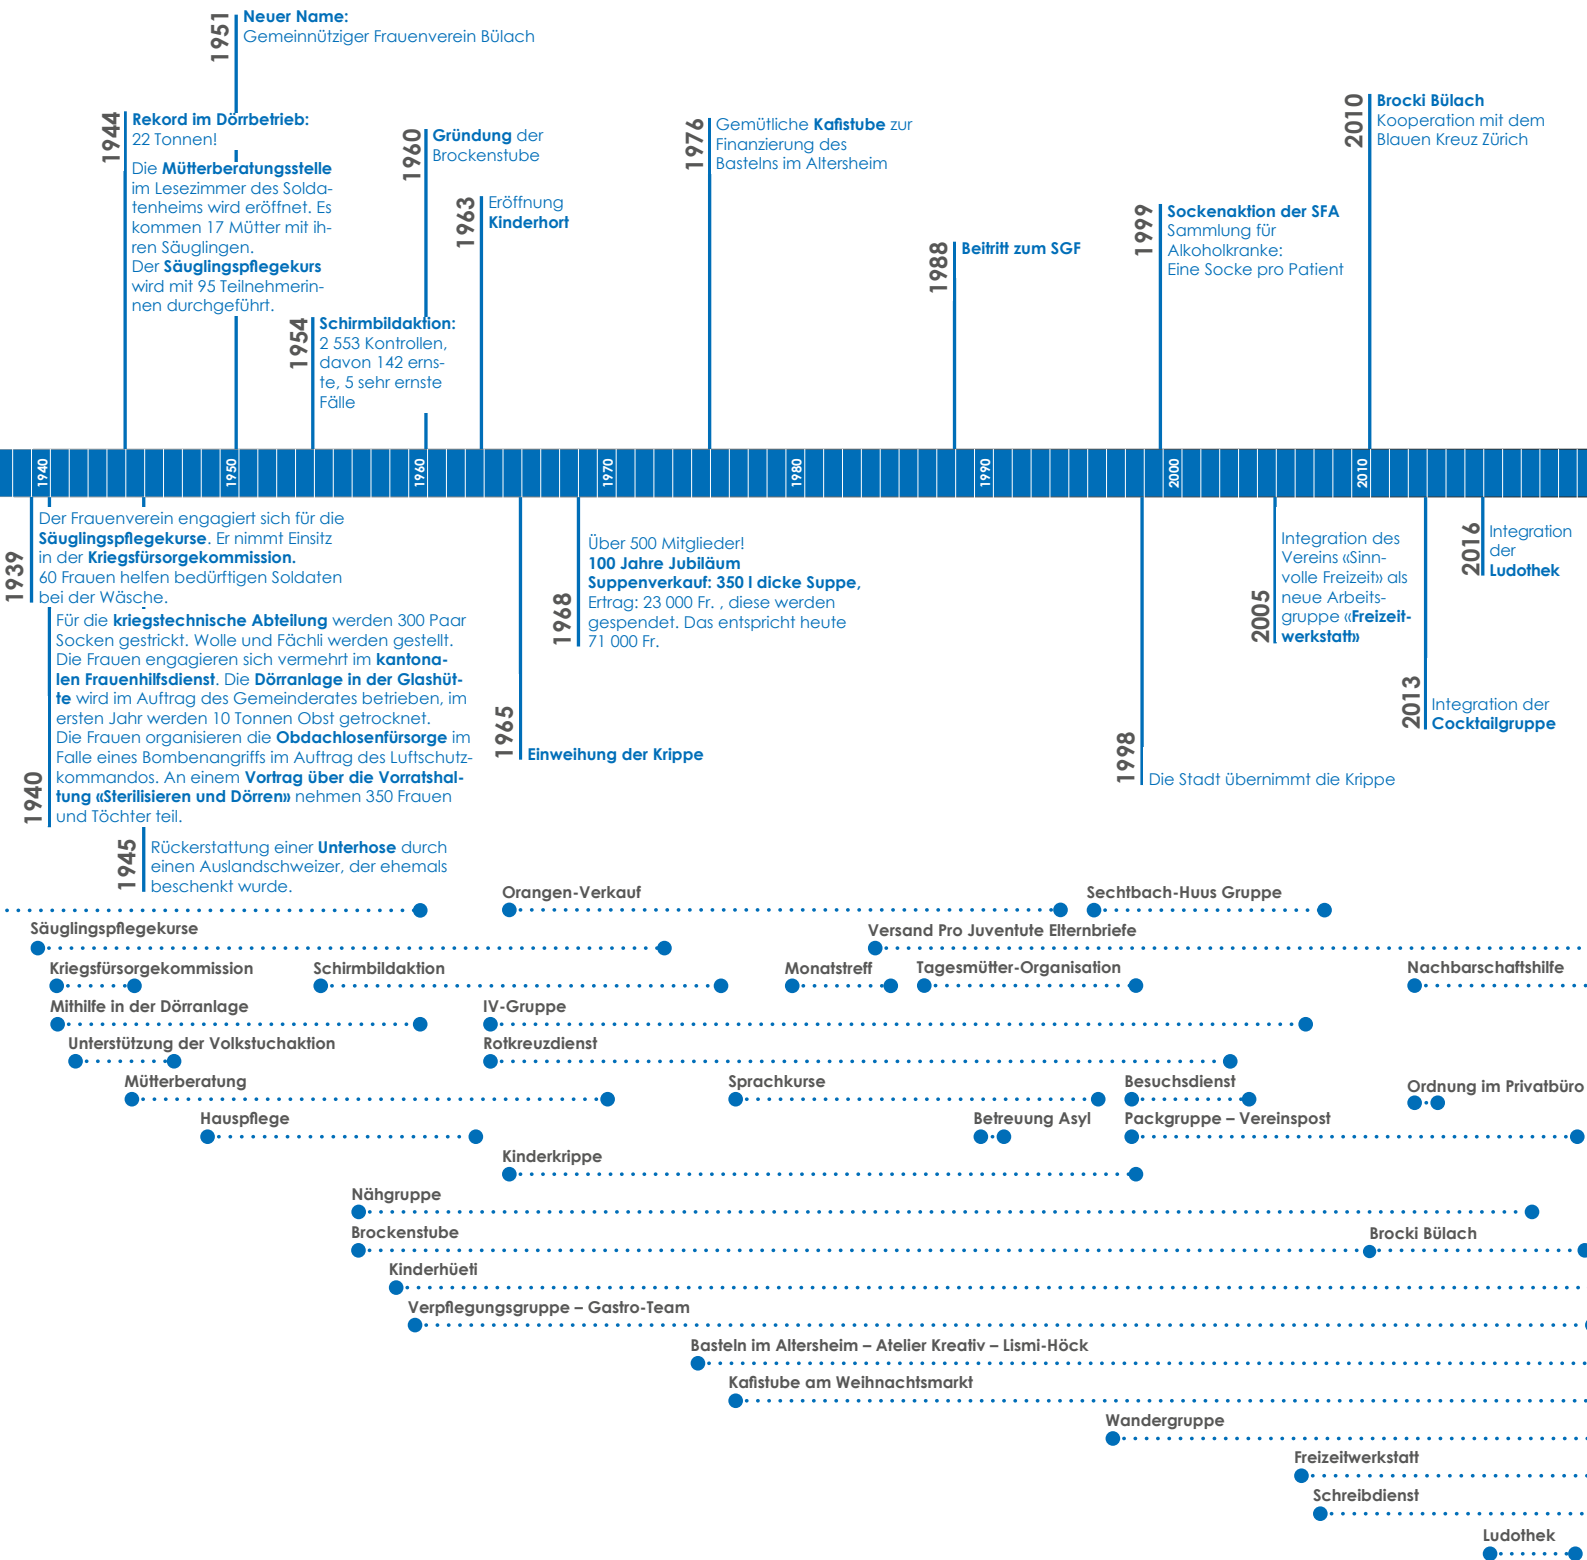 1951
Neuer Name:
Gemeinnütziger Frauenverein Bülach
1944
Rekord im Dörrbetrieb:
22 Tonnen!
Die Mütterberatungsstelle
im Lesezimmer des Solda-
tenheims wird eröffnet. Es
kommen 17 Mütter mit ih-
ren Säuglingen.
Der Säuglingspflegekurs
wird mit 95 Teilnehmerin-
nen durchgeführt.
1954
Schirmbildaktion:
2 553 Kontrollen,
davon 142 erns-
te, 5 sehr ernste
Fälle
1960
Gründung der
Brockenstube
1963
Eröffnung
Kinderhort
1976
Gemütliche Kafistube zur
Finanzierung des
Bastelns im Altersheim
1988
Beitritt zum SGF
1999
Sockenaktion der SFA
Sammlung für
Alkoholkranke:
Eine Socke pro Patient
2010
Brocki Bülach
Kooperation mit dem
Blauen Kreuz Zürich
1940
1950
1960
1970
1980
1990
2000
2010
1939
Der Frauenverein engagiert sich für die
Säuglingspflegekurse. Er nimmt Einsitz
in der Kriegsfürsorgekommission.
60 Frauen helfen bedürftigen Soldaten
bei der Wäsche.
1940
Für die kriegstechnische Abteilung werden 300 Paar
Socken gestrickt. Wolle und Fächli werden gestellt.
Die Frauen engagieren sich vermehrt im kantona-
len Frauenhilfsdienst. Die Dörranlage in der Glashüt-
te wird im Auftrag des Gemeinderates betrieben, im
ersten Jahr werden 10 Tonnen Obst getrocknet.
Die Frauen organisieren die Obdachlosenfürsorge im
Falle eines Bombenangriffs im Auftrag des Luftschutz-
kommandos. An einem Vortrag über die Vorratshal-
tung «Sterilisieren und Dörren» nehmen 350 Frauen
und Töchter teil.
1945
Rückerstattung einer Unterhose durch
einen Auslandschweizer, der ehemals
beschenkt wurde.
1965
Einweihung der Krippe
1968
Über 500 Mitglieder!
100 Jahre Jubiläum
Suppenverkauf: 350 l dicke Suppe,
Ertrag: 23 000 Fr. , diese werden
gespendet. Das entspricht heute
71 000 Fr.
1998
Die Stadt übernimmt die Krippe
2005
Integration des
Vereins «Sinn-
volle Freizeit» als
neue Arbeits-
gruppe «Freizeit-
werkstatt»
2013
Integration der
Cocktailgruppe
2016
Integration
der
Ludothek
Orangen-Verkauf
Sechtbach-Huus Gruppe
Säuglingspflegekurse
Versand Pro Juventute Elternbriefe
Kriegsfürsorgekommission
Schirmbildaktion
Monatstreff
Tagesmütter-Organisation
Nachbarschaftshilfe
Mithilfe in der Dörranlage
IV-Gruppe
Unterstützung der Volkstuchaktion
Rotkreuzdienst
Mütterberatung
Sprachkurse
Besuchsdienst
Ordnung im Privatbüro
Hauspflege
Betreuung Asyl
Packgruppe – Vereinspost
Kinderkrippe
Nähgruppe
Brockenstube
Brocki Bülach
Kinderhüeti
Verpflegungsgruppe – Gastro-Team
Basteln im Altersheim – Atelier Kreativ – Lismi-Höck
Kafistube am Weihnachtsmarkt
Wandergruppe
Freizeitwerkstatt
Schreibdienst
Ludothek